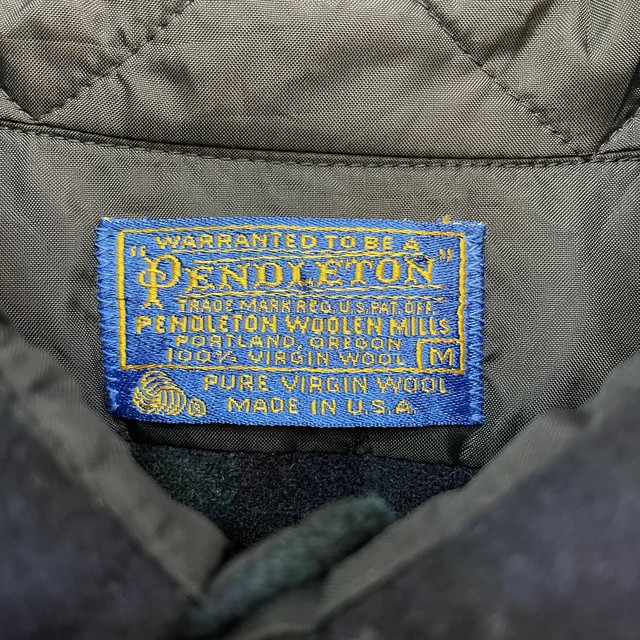 WARRANTED TO BE A
"PENDLETON"
TRADE MARK REG. U.S. PAT. OFF.
PENDLETON WOOLEN MILLS
PORTLAND, OREGON
100% VIRGIN WOOL M
PURE VIRGIN WOOL
® MADE IN U.S.A.